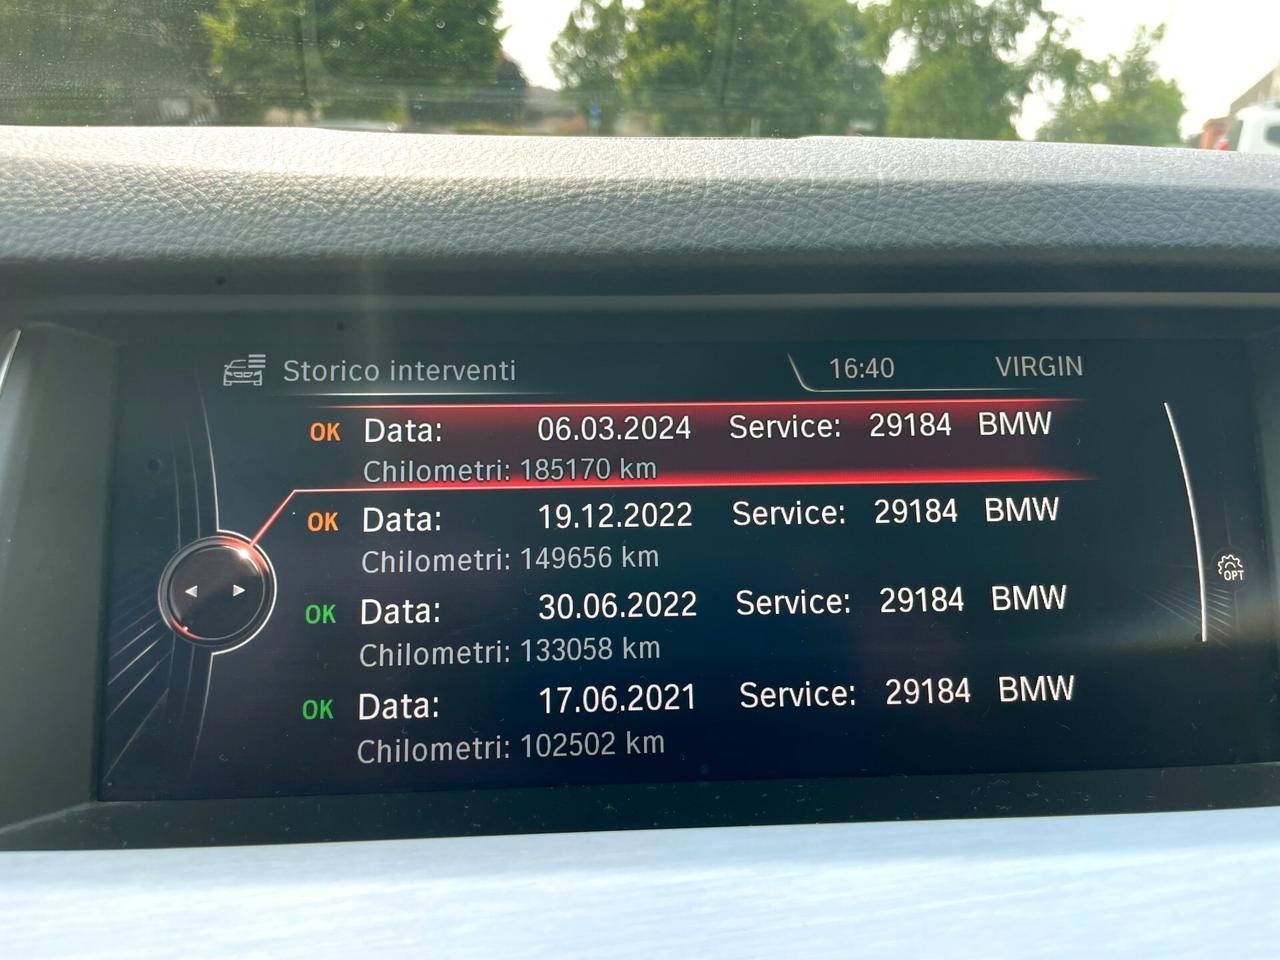 Storico interventi 16:40 VIRGIN
OK Data: 06.03.2024 Service: 29184 BMW
Chilometri: 185170 km
OK Data: 19.12.2022 Service: 29184 BMW
Chilometri: 149656 km
OK Data: 30.06.2022 Service: 29184 BMW
Chilometri: 133058 km
OPT
OK Data: 17.06.2021 Service: 29184 BMW
Chilometri: 102502 km